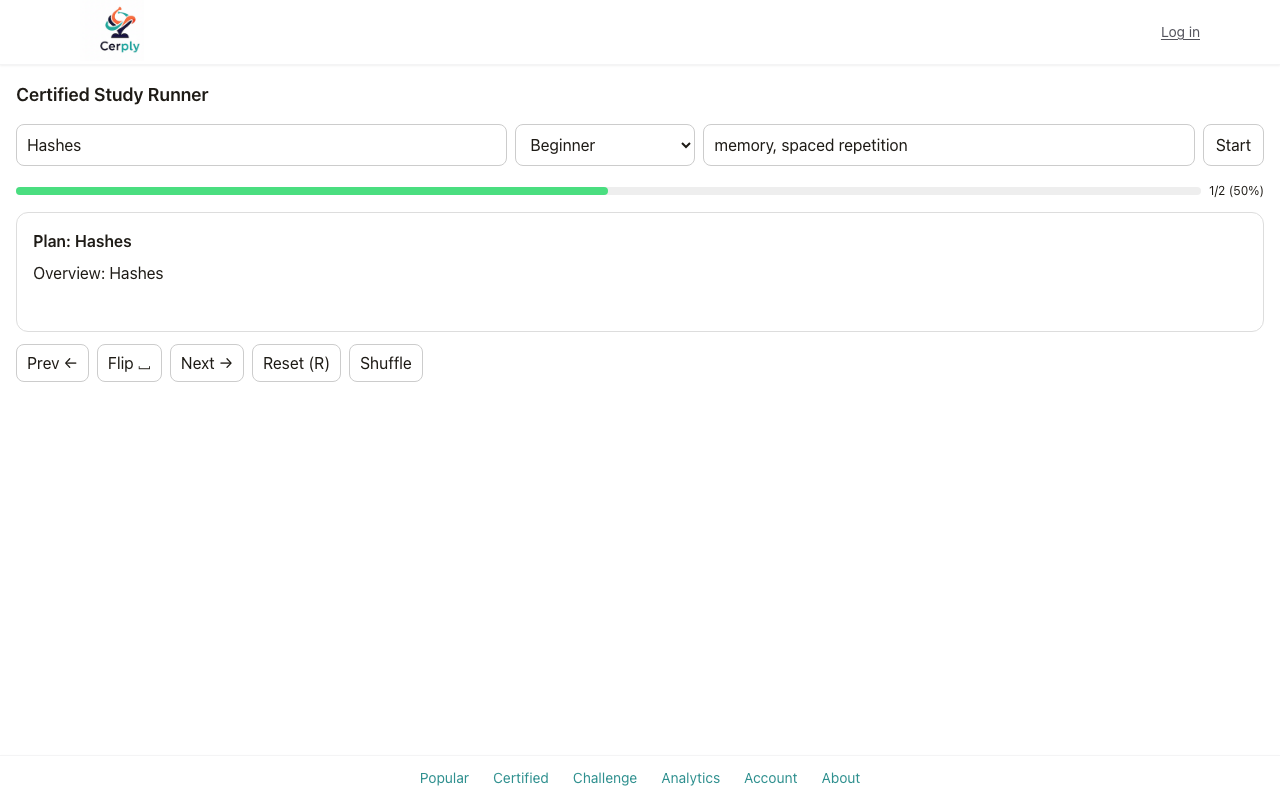 Cerply
Log in
Certified Study Runner
Hashes
Beginner
memory, spaced repetition
Start
1/2 (50%)
Plan: Hashes
Overview: Hashes
Prev ←
Flip ⎵
Next →
Reset (R)
Shuffle
Popular
Certified
Challenge
Analytics
Account
About